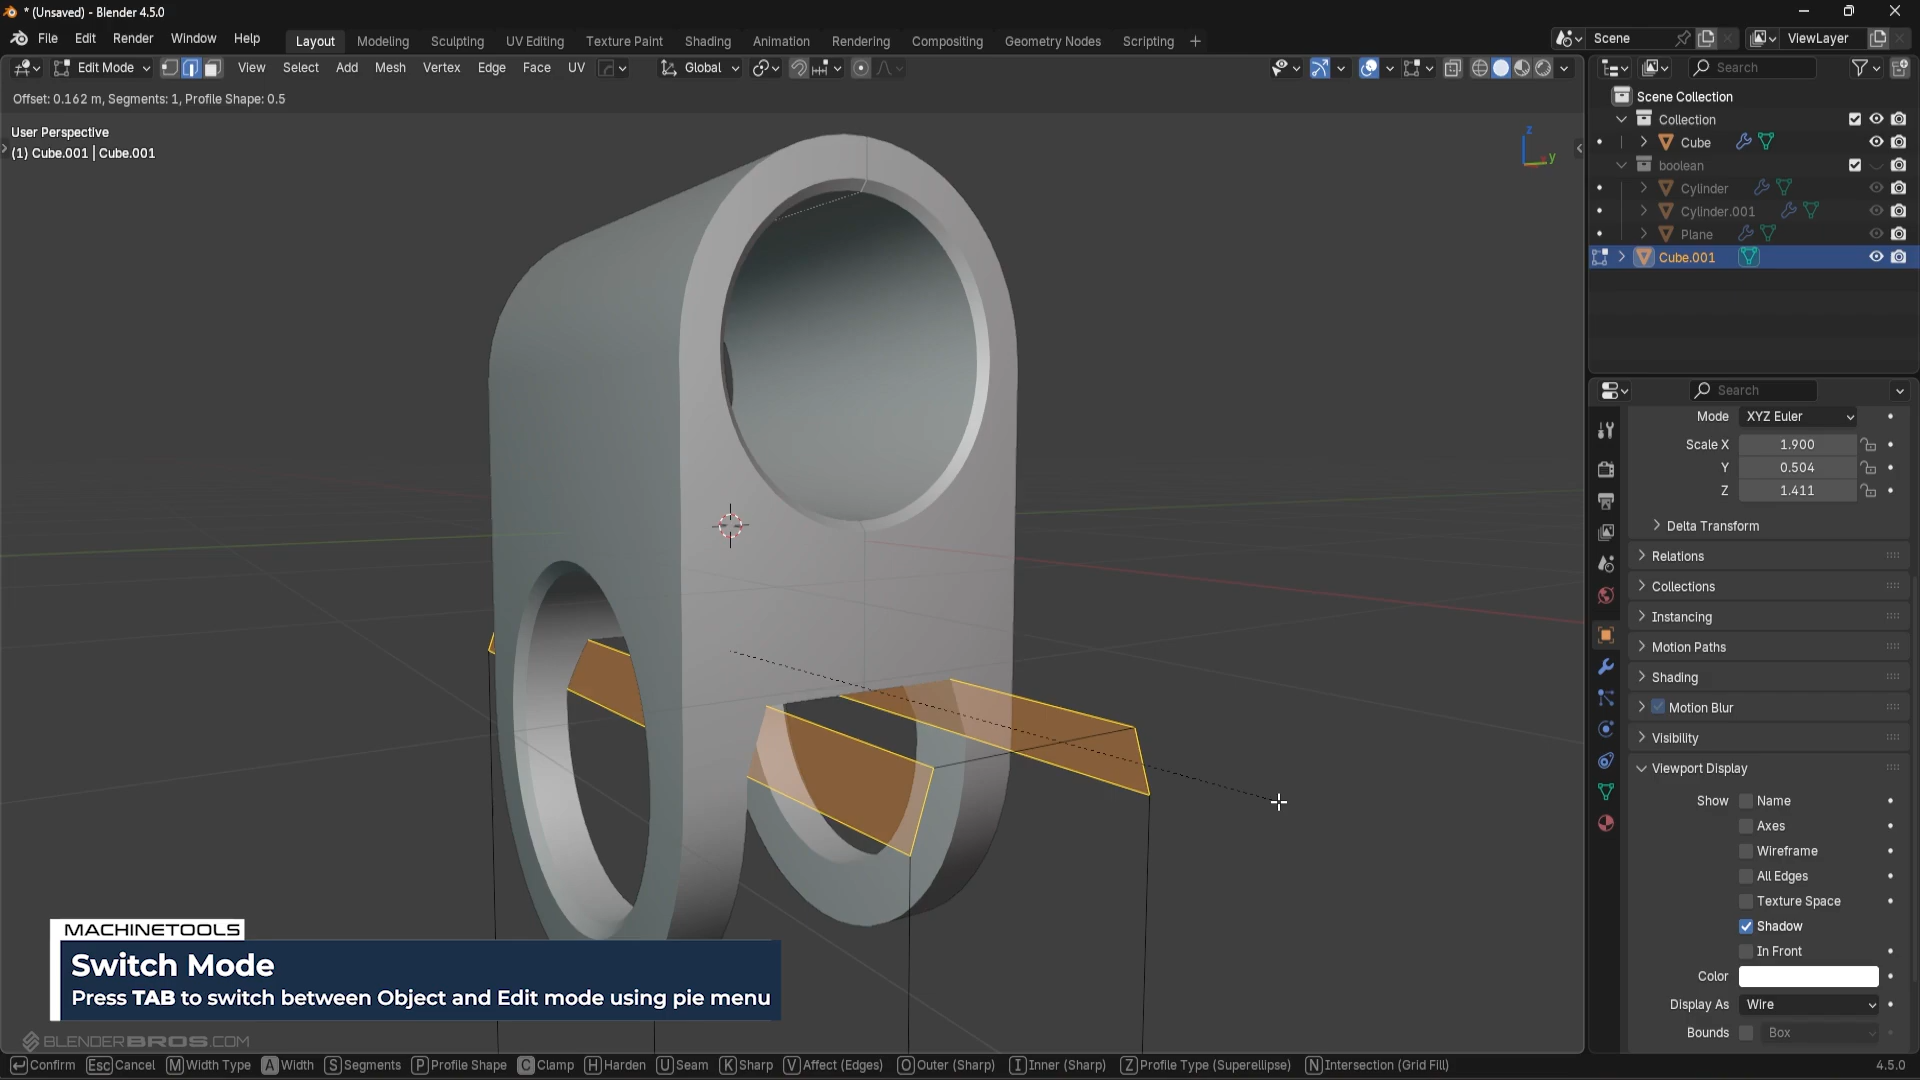 * (Unsaved) - Blender 4.5.0
File Edit Render Window Help
Layout Modeling Sculpting UV Editing Texture Paint Shading Animation Rendering Compositing Geometry Nodes Scripting +
Scene
ViewLayer
Edit Mode View Select Add Mesh Vertex Edge Face UV
Global
Search
Offset: 0.162 m, Segments: 1, Profile Shape: 0.5
User Perspective
(1) Cube.001 | Cube.001
z
y
Scene Collection
Collection
Cube
boolean
Cylinder
Cylinder.001
Plane
Cube.001
Search
Mode XYZ Euler
Scale X 1.900
Y 0.504
Z 1.411
Delta Transform
Relations
Collections
Instancing
Motion Paths
Shading
Motion Blur
Visibility
Viewport Display
Show Name
Axes
Wireframe
All Edges
Texture Space
Shadow
In Front
Color
Display As Wire
Bounds Box
MACHINETOOLS
Switch Mode
Press TAB to switch between Object and Edit mode using pie menu
BLENDERBROS.COM
Confirm Esc Cancel M Width Type A Width S Segments P Profile Shape C Clamp H Harden U Seam K Sharp V Affect (Edges) O Outer (Sharp) I Inner (Sharp) Z Profile Type (Superellipse) N Intersection (Grid Fill) 4.5.0